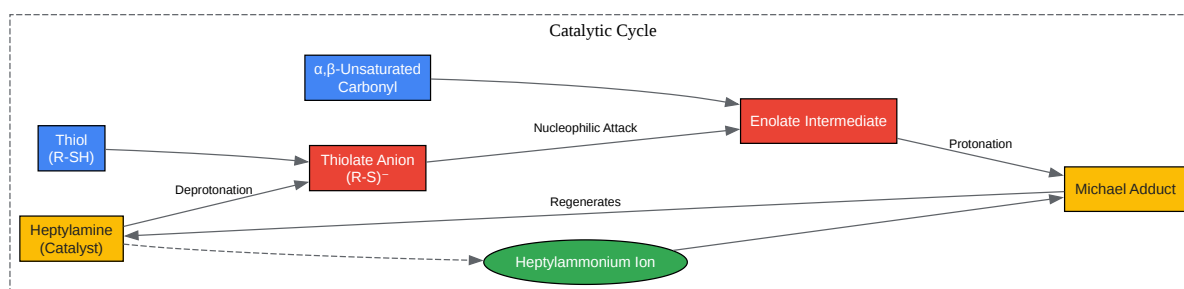 Catalytic Cycle
α,β-Unsaturated
Carbonyl
Enolate Intermediate
Nucleophilic Attack
Thiol
(R-SH)
Thiolate Anion
(R-S)⁻
Protonation
Michael Adduct
Deprotonation
Regenerates
Heptylamine
(Catalyst)
Heptylammonium Ion